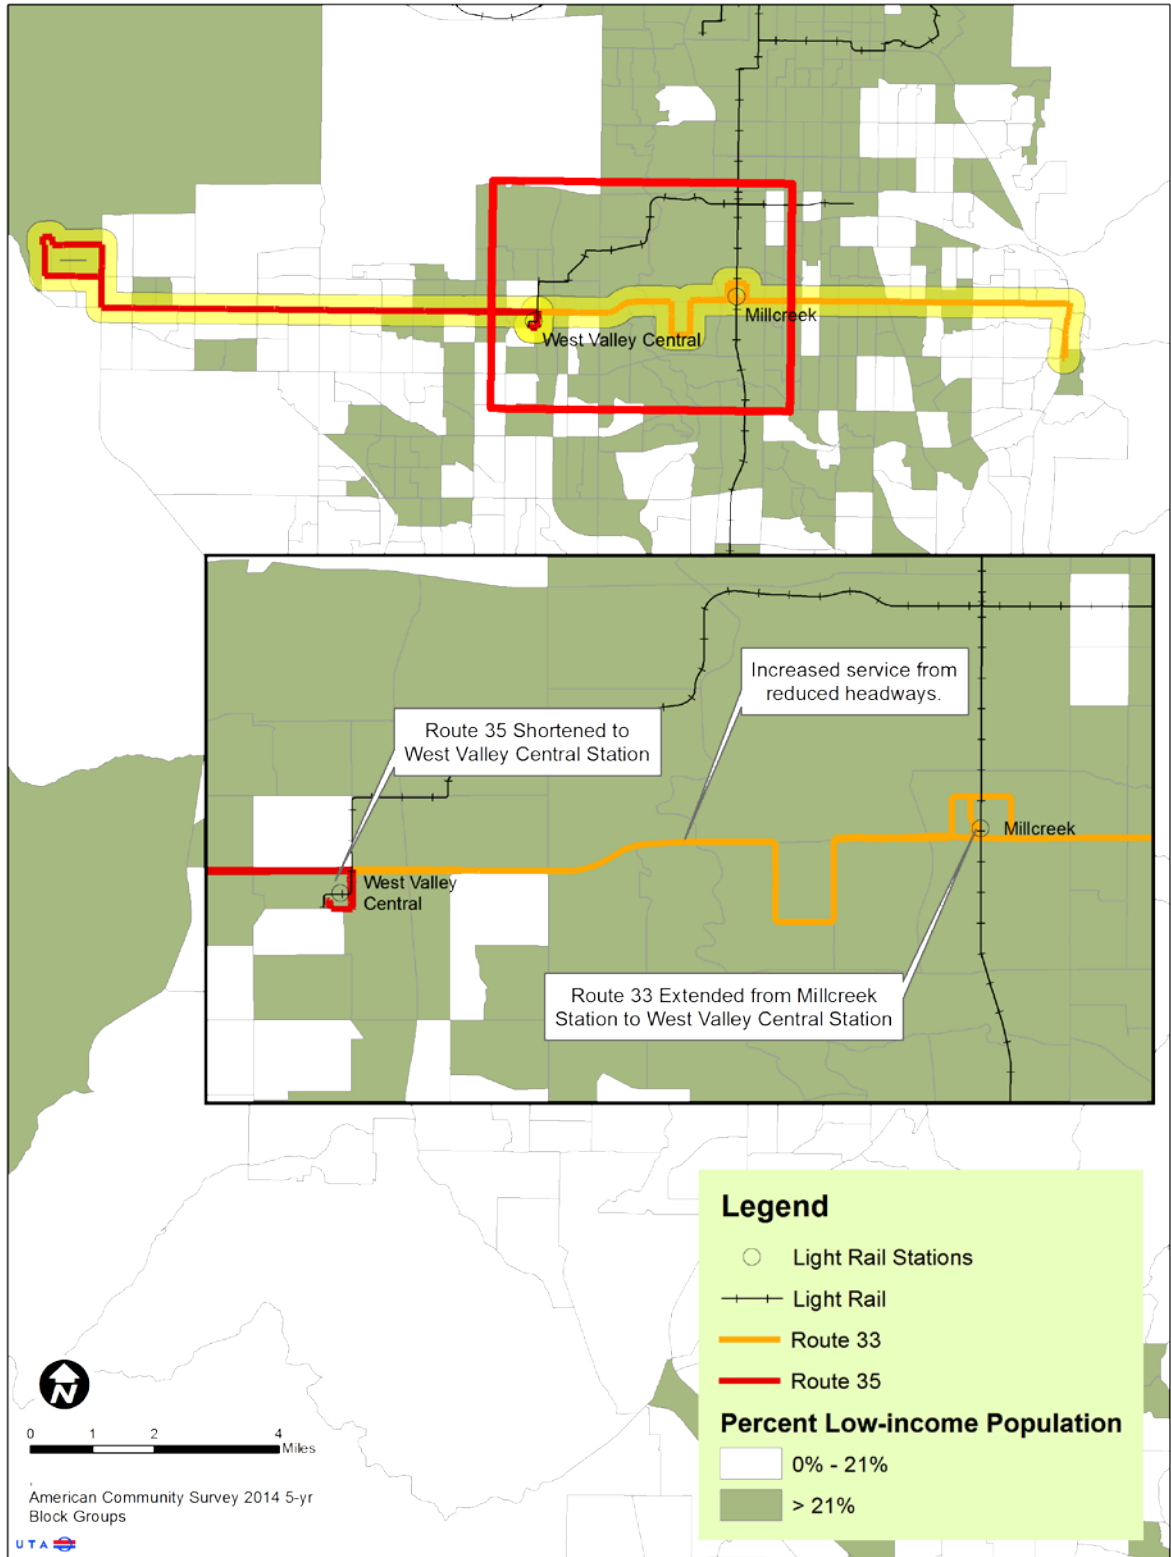 West Valley Central
Millcreek
Increased service from
reduced headways.
Route 35 Shortened to
West Valley Central Station
Millcreek
West Valley
Central
Route 33 Extended from Millcreek
Station to West Valley Central Station
Legend
Light Rail Stations
Light Rail
Route 33
Route 35
Percent Low-income Population
0% - 21%
> 21%
N
0 1 2 4
Miles
American Community Survey 2014 5-yr
Block Groups
UTA